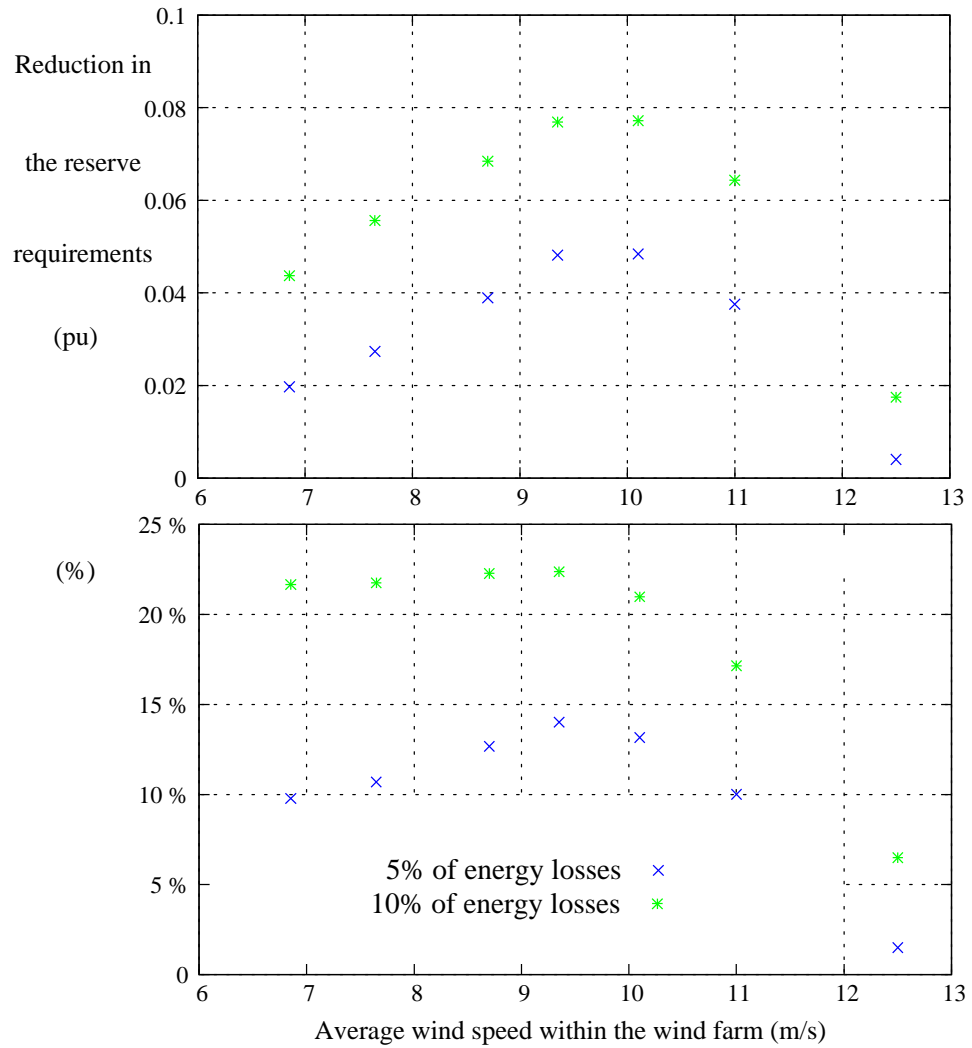 0.1
Reduction in
0.08
the reserve
0.06
requirements
0.04
(pu)
0.02
0
6 7 8 9 10 11 12 13
25 %
(%)
20 %
15 %
10 %
5% of energy losses
5 %
10% of energy losses
0
6 7 8 9 10 11 12 13
Average wind speed within the wind farm (m/s)